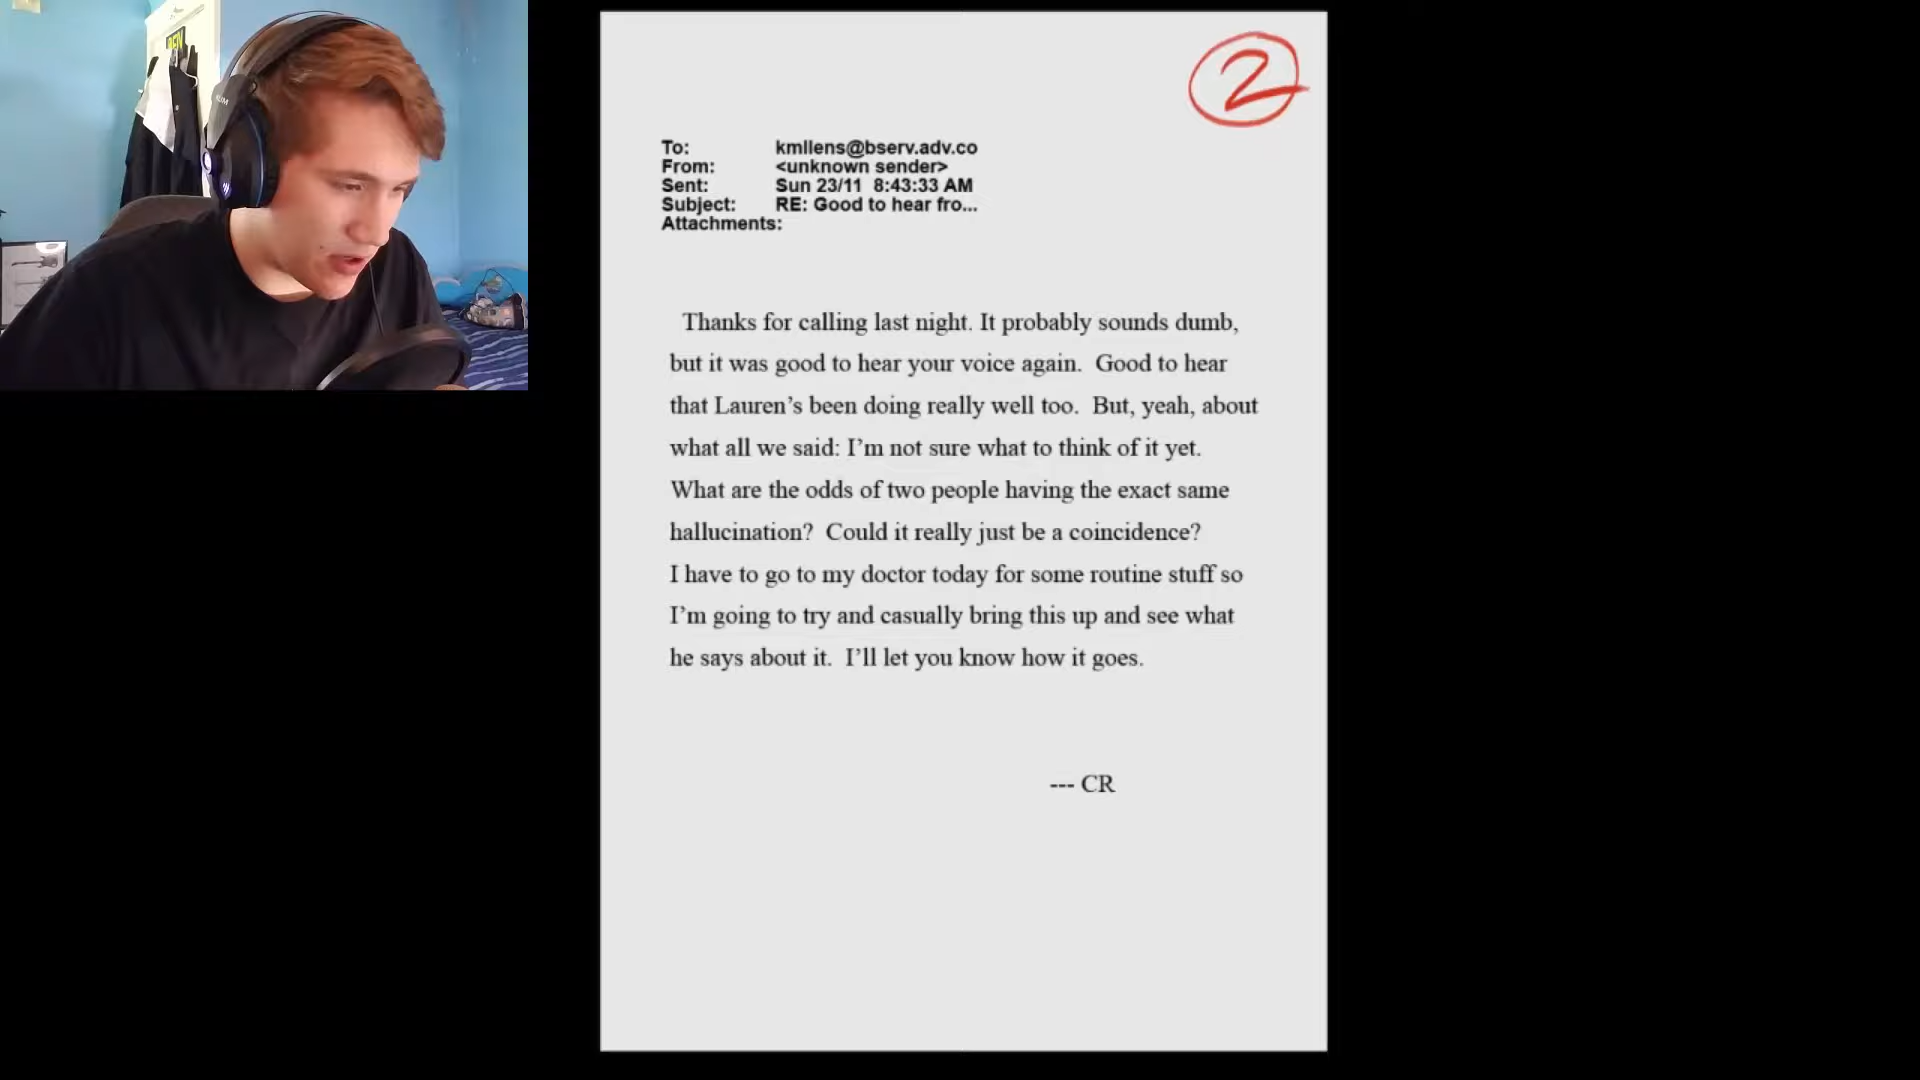 2
To: kmllens@bserv.adv.co
From: <unknown sender>
Sent: Sun 23/11 8:43:33 AM
Subject: RE: Good to hear fro...
Attachments:
Thanks for calling last night. It probably sounds dumb,
but it was good to hear your voice again. Good to hear
that Lauren’s been doing really well too. But, yeah, about
what all we said: I’m not sure what to think of it yet.
What are the odds of two people having the exact same
hallucination? Could it really just be a coincidence?
I have to go to my doctor today for some routine stuff so
I’m going to try and casually bring this up and see what
he says about it. I’ll let you know how it goes.
--- CR